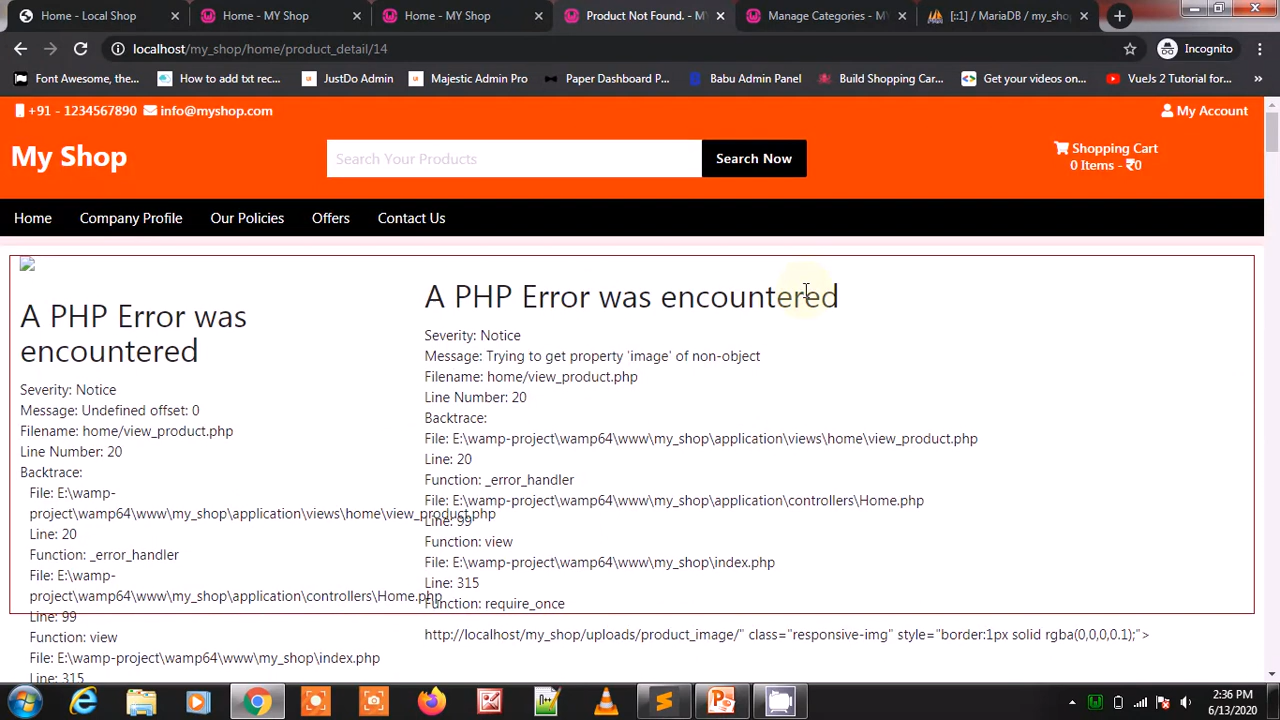 Home - Local Shop
Home - MY Shop
Home - MY Shop
Product Not Found. - M
Manage Categories - MY
[::1] / MariaDB / my_shop
localhost/my_shop/home/product_detail/14
Incognito
Font Awesome, the...
How to add txt rec...
JustDo Admin
Majestic Admin Pro
Paper Dashboard P...
Babu Admin Panel
Build Shopping Car...
Get your videos on...
VueJs 2 Tutorial for...
+91 - 1234567890 info@myshop.com
My Account
My Shop
Search Your Products
Search Now
Shopping Cart
0 Items - ₹0
Home
Company Profile
Our Policies
Offers
Contact Us
A PHP Error was
encountered
Severity: Notice
Message: Undefined offset: 0
Filename: home/view_product.php
Line Number: 20
Backtrace:
File: E:\wamp-
project\wamp64\www\my_shop\application\views\home\view_product.php
Line: 20
Function: _error_handler
File: E:\wamp-
project\wamp64\www\my_shop\application\controllers\Home.php
Line: 99
Function: view
File: E:\wamp-project\wamp64\www\my_shop\index.php
Line: 315
A PHP Error was encountered
Severity: Notice
Message: Trying to get property 'image' of non-object
Filename: home/view_product.php
Line Number: 20
Backtrace:
File: E:\wamp-project\wamp64\www\my_shop\application\views\home\view_product.php
Line: 20
Function: _error_handler
File: E:\wamp-project\wamp64\www\my_shop\application\controllers\Home.php
Line: 99
Function: view
File: E:\wamp-project\wamp64\www\my_shop\index.php
Line: 315
Function: require_once
http://localhost/my_shop/uploads/product_image/" class="responsive-img" style="border:1px solid rgba(0,0,0,0.1);">
2:36 PM
6/13/2020